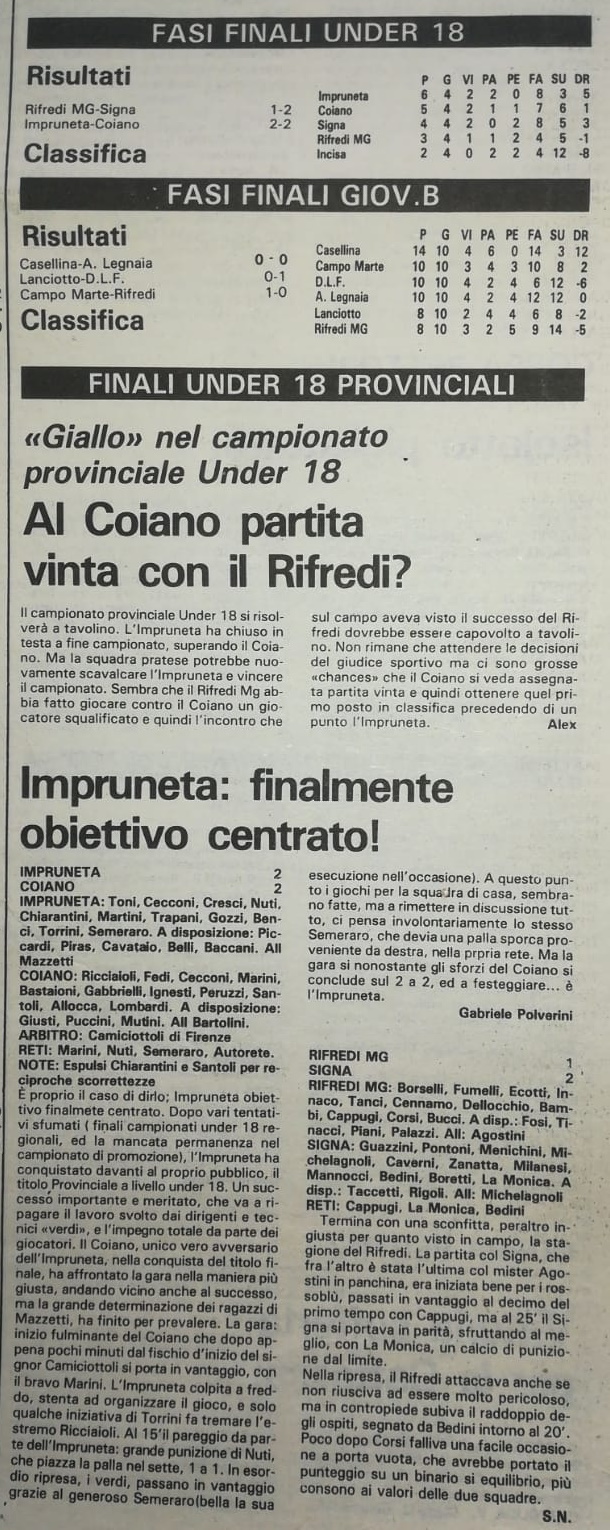 FASI FINALI UNDER 18
Risultati
Rifredi MG-Signa 1-2
Impruneta-Coiano 2-2
Classifica
P G VI PA PE FA SU DR
Impruneta 6 4 2 2 0 8 3 5
Coiano 5 4 2 1 1 7 6 1
Signa 4 4 2 0 2 8 5 3
Rifredi MG 3 4 1 1 2 4 5 -1
Incisa 2 4 0 2 2 4 12 -8
FASI FINALI GIOV.B
Risultati
Casellina-A. Legnaia 0-0
Lanciotto-D.L.F. 0-1
Campo Marte-Rifredi 1-0
Classifica
P G VI PA PE FA SU DR
Casellina 14 10 4 6 0 14 3 12
Campo Marte 10 10 3 4 3 10 8 2
D.L.F. 10 10 4 2 4 6 12 -6
A. Legnaia 10 10 4 2 4 12 12 0
Lanciotto 8 10 2 4 4 6 8 -2
Rifredi MG 8 10 3 2 5 9 14 -5
FINALI UNDER 18 PROVINCIALI
«Giallo» nel campionato
provinciale Under 18
Al Coiano partita
vinta con il Rifredi?
Il campionato provinciale Under 18 si risol-
verà a tavolino. L'Impruneta ha chiuso in
testa a fine campionato, superando il Coia-
no. Ma la squadra pratese potrebbe nuo-
vamente scavalcare l'Impruneta e vincere
il campionato. Sembra che il Rifredi Mg ab-
bia fatto giocare contro il Coiano un gio-
catore squalificato e quindi l'incontro che
sul campo aveva visto il successo del Ri-
fredi dovrebbe essere capovolto a tavoli-
no. Non rimane che attendere le decisioni
del giudice sportivo ma ci sono grosse
«chances» che il Coiano si veda assegna-
ta partita vinta e quindi ottenere quel pri-
mo posto in classifica precedendo di un
punto l'Impruneta. Alex
Impruneta: finalmente
obiettivo centrato!
IMPRUNETA 2
COIANO 2
IMPRUNETA: Toni, Cecconi, Cresci, Nuti,
Chiarantini, Martini, Trapani, Gozzi, Ben-
ci, Torrini, Semeraro. A disposizione: Pic-
cardi, Piras, Cavataio, Belli, Baccani. All
Mazzetti
COIANO: Ricciaioli, Fedi, Cecconi, Marini,
Bastaioni, Gabbrielli, Ignesti, Peruzzi, San-
toli, Allocca, Lombardi. A disposizione:
Giusti, Puccini, Mutini. All Bartolini.
ARBITRO: Camiciottoli di Firenze
RETI: Marini, Nuti, Semeraro, Autorete.
NOTE: Espulsi Chiarantini e Santoli per re-
ciproche scorrettezze
È proprio il caso di dirlo; Impruneta obiet-
tivo finalmete centrato. Dopo vari tentati-
vi sfumati ( finali campionati under 18 re-
gionali, ed la mancata permanenza nel
campionato di promozione), l'Impruneta ha
conquistato davanti al proprio pubblico, il
titolo Provinciale a livello under 18. Un suc-
cesso importante e meritato, che va a ri-
pagare il lavoro svolto dai dirigenti e tec-
nici «verdi», e l'impegno totale da parte dei
giocatori. Il Coiano, unico vero avversario
dell'Impruneta, nella conquista del titolo fi-
nale, ha affrontato la gara nella maniera più
giusta, andando vicino anche al successo,
ma la grande determinazione dei ragazzi di
Mazzetti, ha finito per prevalere. La gara:
inizio fulminante del Coiano che dopo ap-
pena pochi minuti dal fischio d'inizio del si-
gnor Camiciottoli si porta in vantaggio, con
il bravo Marini. L'Impruneta colpita a fred-
do, stenta ad organizzare il gioco, e solo
qualche iniziativa di Torrini fa tremare l'e-
stremo Ricciaioli. Al 15'il pareggio da par-
te dell'Impruneta: grande punizione di Nuti,
che piazza la palla nel sette, 1 a 1. In esor-
dio ripresa, i verdi, passano in vantaggio
grazie al generoso Semeraro(bella la sua
esecuzione nell'occasione). A questo pun-
to i giochi per la squadra di casa, sembra-
no fatte, ma a rimettere in discussione tut-
to, ci pensa involontariamente lo stesso
Semeraro, che devia una palla sporca pro-
veniente da destra, nella prpria rete. Ma la
gara si nonostante gli sforzi del Coiano si
conclude sul 2 a 2, ed a festeggiare... è
l'Impruneta.
Gabriele Polverini
RIFREDI MG 1
SIGNA 2
RIFREDI MG: Borselli, Fumelli, Ecotti, In-
naco, Tanci, Cennamo, Dellocchio, Bam-
bi, Cappugi, Corsi, Bucci. A disp.: Fosi, Ti-
nacci, Piani, Palazzi. All: Agostini
SIGNA: Guazzini, Pontoni, Menichini, Mi-
chelagnoli, Caverni, Zanatta, Milanesi,
Mannocci, Bedini, Boretti, La Monica. A
disp.: Taccetti, Rigoli. All: Michelagnoli
RETI: Cappugi, La Monica, Bedini
Termina con una sconfitta, peraltro in-
giusta per quanto visto in campo, la sta-
gione del Rifredi. La partita col Signa, che
fra l'altro è stata l'ultima col mister Ago-
stini in panchina, era iniziata bene per i ros-
soblù, passati in vantaggio al decimo del
primo tempo con Cappugi, ma al 25' il Si-
gna si portava in parità, sfruttando al me-
glio, con La Monica, un calcio di punizio-
ne dal limite.
Nella ripresa, il Rifredi attaccava anche se
non riusciva ad essere molto pericoloso,
ma in contropiede subiva il raddoppio de-
gli ospiti, segnato da Bedini intorno al 20'.
Poco dopo Corsi falliva una facile occasio-
ne a porta vuota, che avrebbe portato il
punteggio su un binario si equilibrio, più
consono ai valori delle due squadre.
S.N.